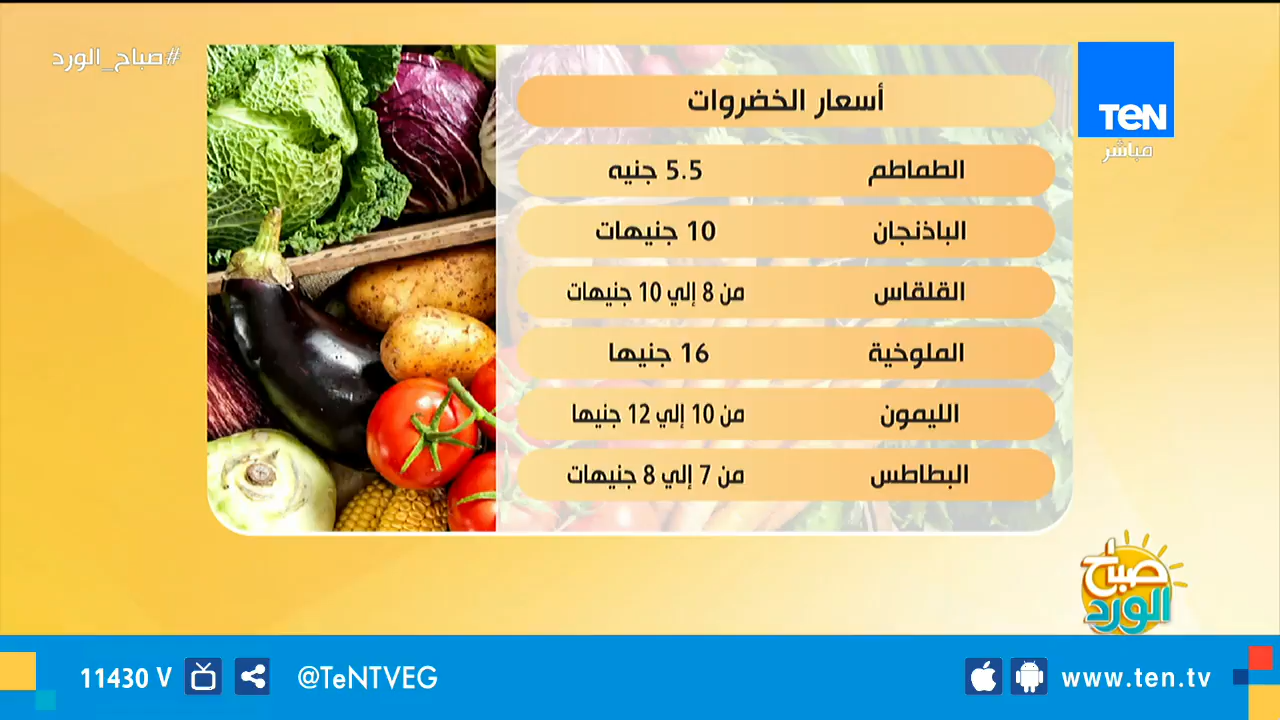 #صباح_الورد
TEN
مباشر
أسعار الخضروات
الطماطم 5.5 جنيه
الباذنجان 10 جنيهات
القلقاس من 8 إلي 10 جنيهات
الملوخية 16 جنيها
الليمون من 10 إلي 12 جنيها
البطاطس من 7 إلي 8 جنيهات
صباح
الورد
11430 V @TeNTVEG www.ten.tv